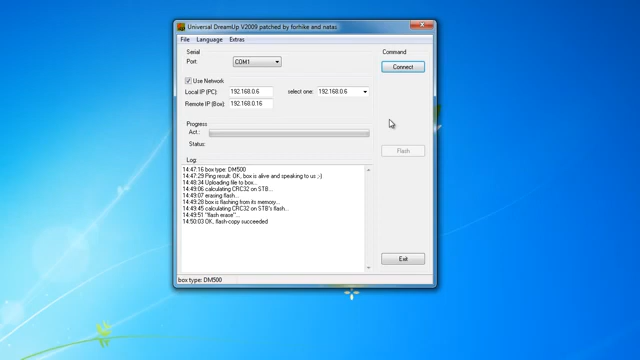 Universal DreamUp V2009 patched by forhike and natas
File Language Extras
Serial
Port: COM1
Use Network
Local IP (PC): 192.168.0.6 select one: 192.168.0.6
Remote IP (Box): 192.168.0.16
Progress
Act.:
Status:
Log:
14:47:16 box type: DM500
14:47:29 Ping result: OK, box is alive and speaking to us ;-)
14:48:34 Uploading file to box...
14:49:06 calculating CRC32 on STB...
14:49:07 erasing flash...
14:49:28 box is flashing from its memory...
14:49:45 calculating CRC32 on STB's flash...
14:49:51 "flash erase"...
14:50:03 OK, flash-copy succeeded
Command
Connect
Flash
Exit
box type: DM500